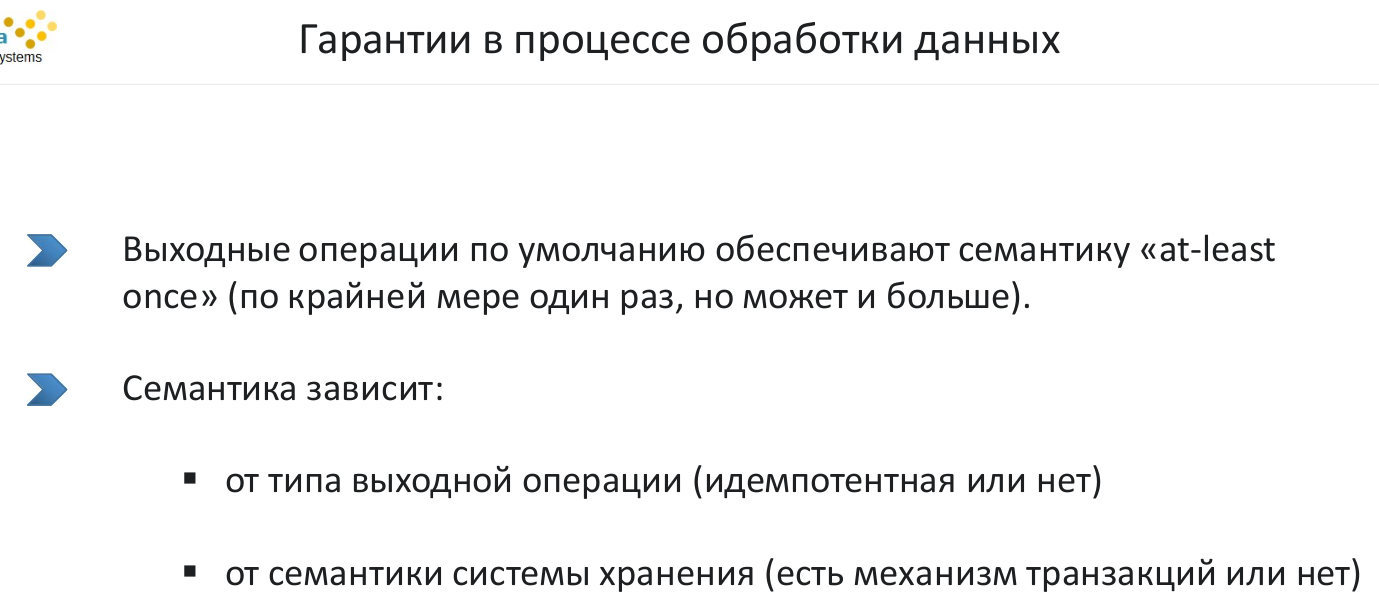 Гарантии в процессе обработки данных
a
ystems
Выходные операции по умолчанию обеспечивают семантику «at-least
once» (по крайней мере один раз, но может и больше).
Семантика зависит:
от типа выходной операции (идемпотентная или нет)
от семантики системы хранения (есть механизм транзакций или нет)